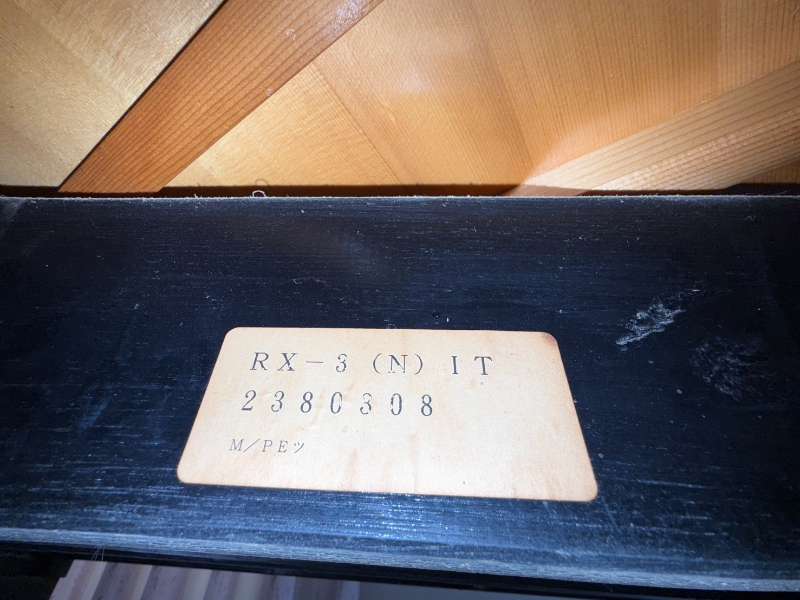 RX-3 (N) IT
2380308
M/PEツ